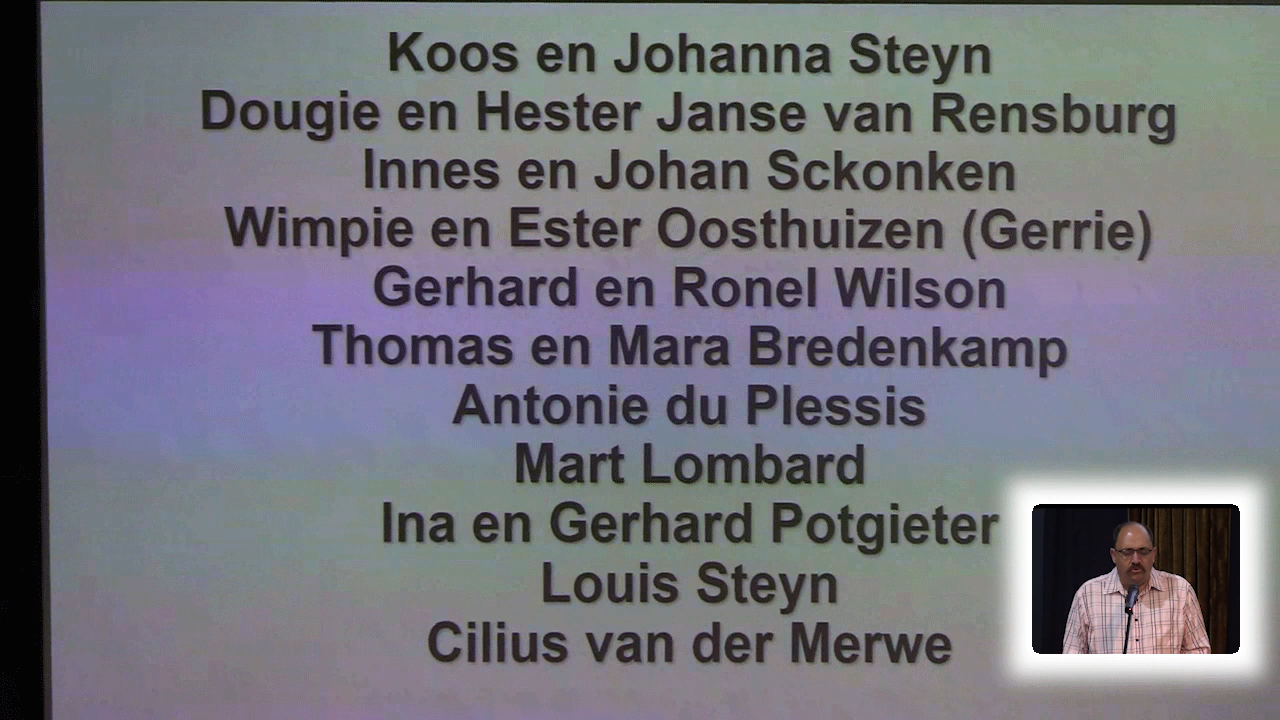 Koos en Johanna Steyn
Dougie en Hester Janse van Rensburg
Innes en Johan Sckonken
Wimpie en Ester Oosthuizen (Gerrie)
Gerhard en Ronel Wilson
Thomas en Mara Bredenkamp
Antonie du Plessis
Mart Lombard
Ina en Gerhard Potgieter
Louis Steyn
Cilius van der Merwe